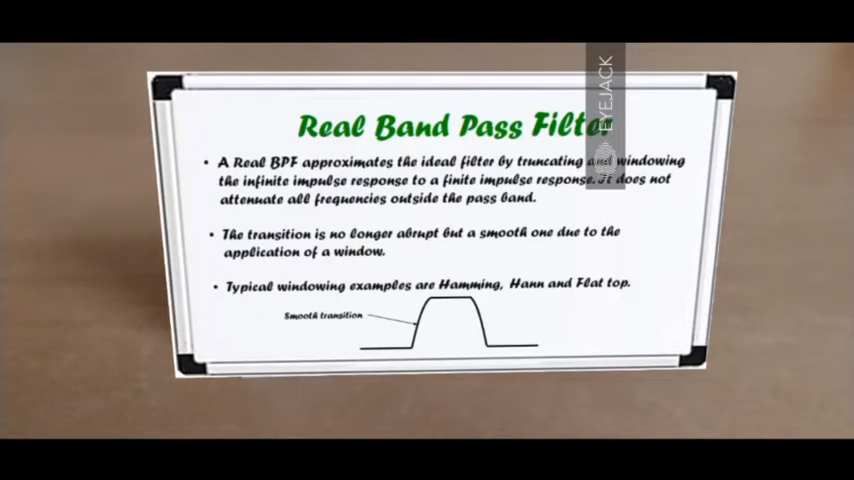 Real Band Pass Filter
• A Real BPF approximates the ideal filter by truncating and windowing
the infinite impulse response to a finite impulse response. It does not
attenuate all frequencies outside the pass band.
• The transition is no longer abrupt but a smooth one due to the
application of a window.
• Typical windowing examples are Hamming, Hann and Flat top.
Smooth transition
EYEJACK